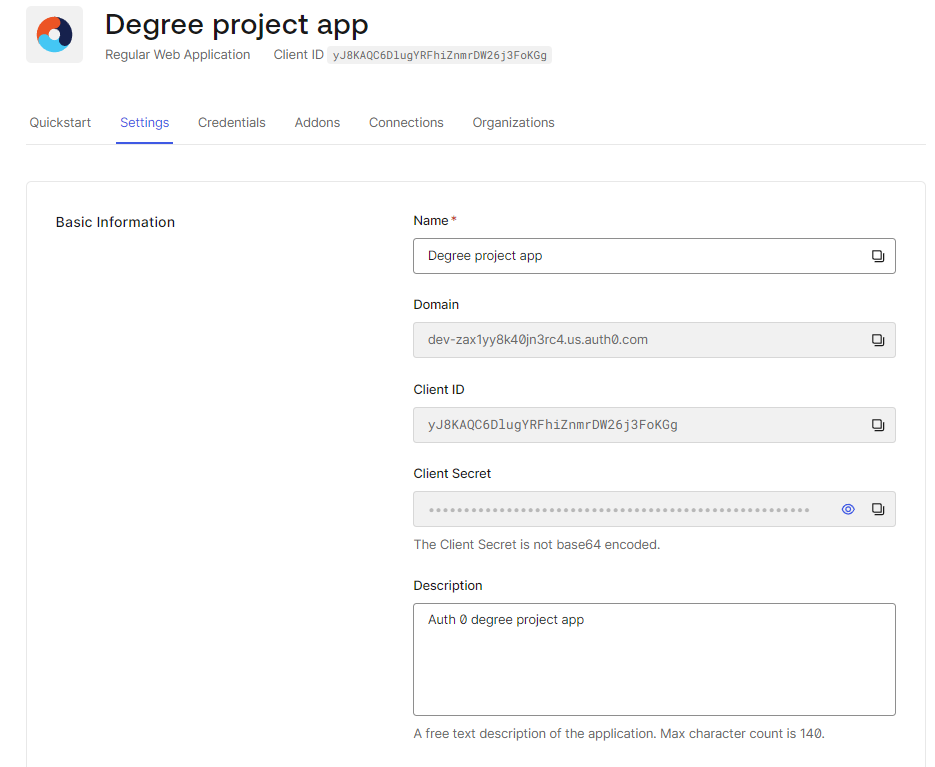 Degree project app
Regular Web Application Client ID yJ8KAQC6DlugYRFhiZnmrDW26j3FoKGg
Quickstart Settings Credentials Addons Connections Organizations
Basic Information
Name *
Degree project app
Domain
dev-zax1yy8k40jn3rc4.us.auth0.com
Client ID
yJ8KAQC6DlugYRFhiZnmrDW26j3FoKGg
Client Secret
The Client Secret is not base64 encoded.
Description
Auth 0 degree project app
A free text description of the application. Max character count is 140.